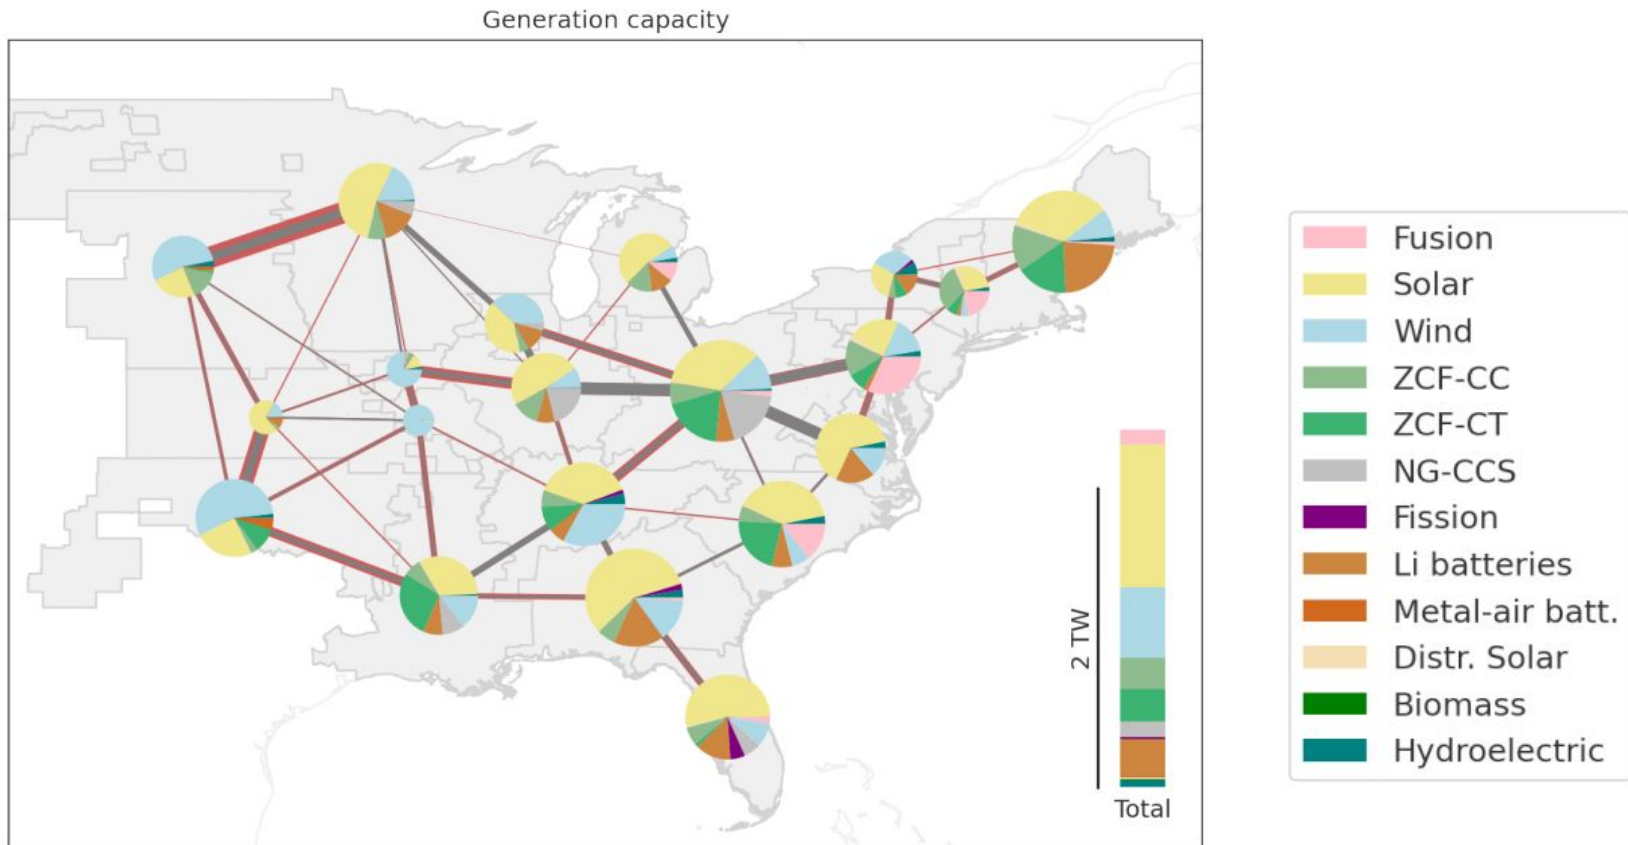 Generation capacity
2 TW
Total
Fusion
Solar
Wind
ZCF-CC
ZCF-CT
NG-CCS
Fission
Li batteries
Metal-air batt.
Distr. Solar
Biomass
Hydroelectric